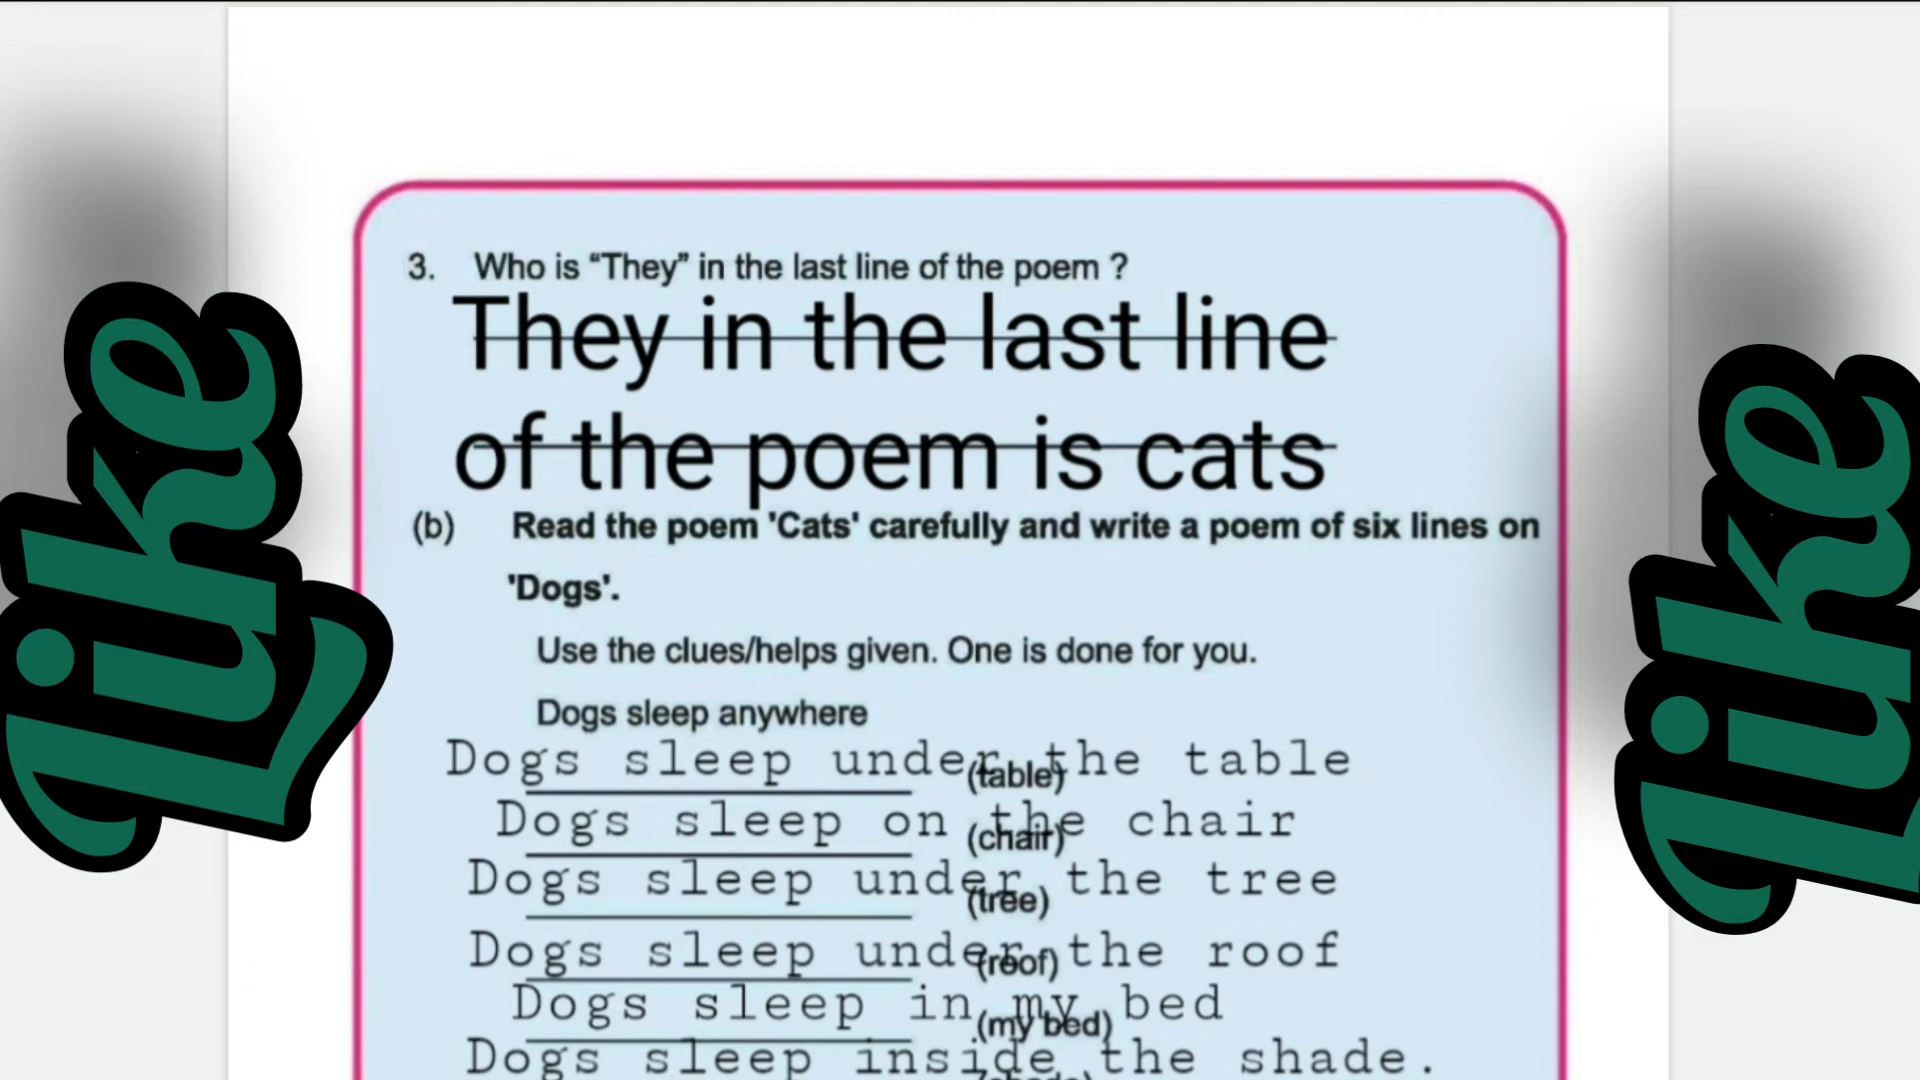 3. Who is “They” in the last line of the poem ?
They in the last line
of the poem is cats
(b) Read the poem 'Cats' carefully and write a poem of six lines on
'Dogs'.
Use the clues/helps given. One is done for you.
Dogs sleep anywhere
Dogs sleep under the table
(table)
Dogs sleep on the chair
(chair)
Dogs sleep under the tree
(tree)
Dogs sleep under the roof
(roof)
Dogs sleep in my bed
(my bed)
Dogs sleep inside the shade.
Like
Like